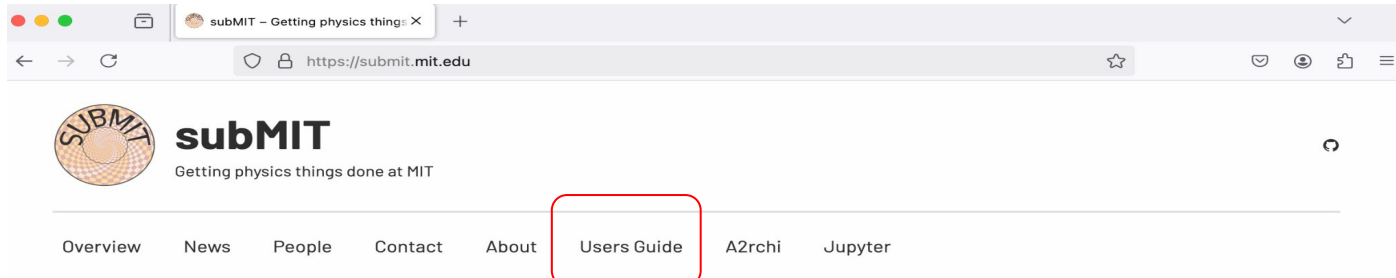 subMIT – Getting physics things
https://submit.mit.edu
SUBMIT
subMIT
Getting physics things done at MIT
Overview News People Contact About Users Guide A2rchi Jupyter